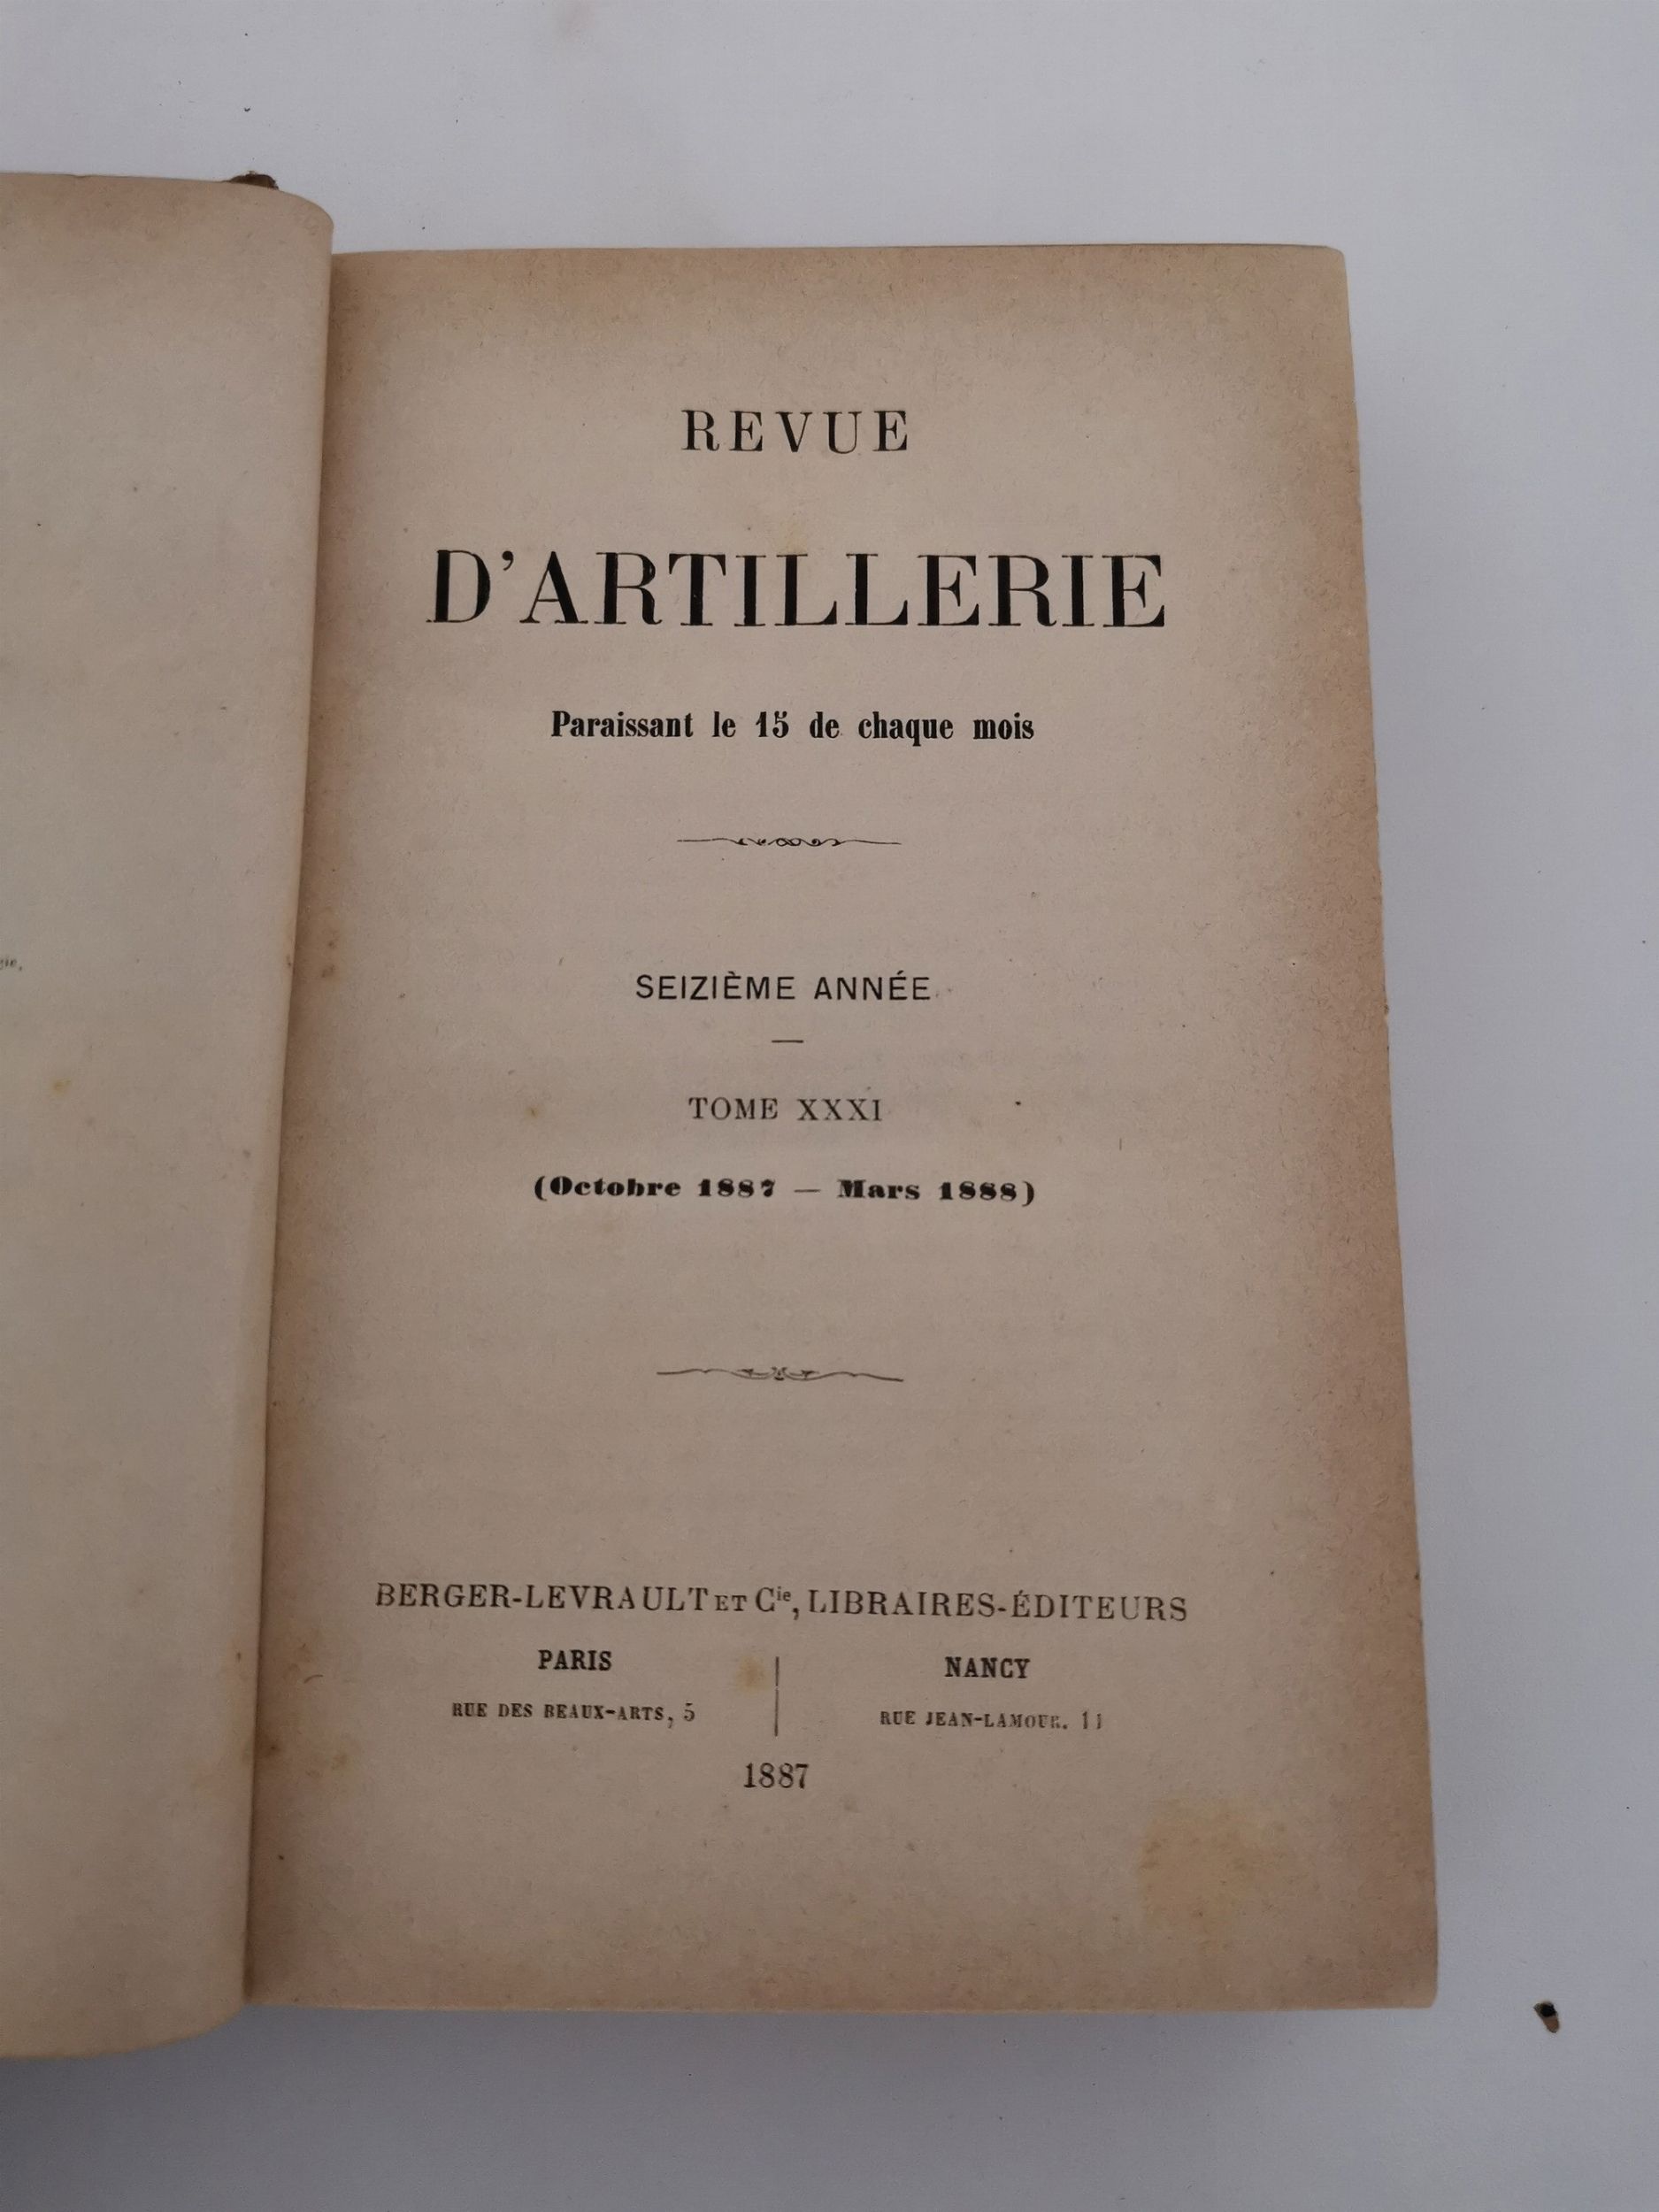 REVUE
D'ARTILLERIE
Paraissant le 15 de chaque mois
SEIZIÈME ANNÉE
TOME XXXI
(Octobre 1887 — Mars 1888)
BERGER-LEVRAULT ET Cie, LIBRAIRES-ÉDITEURS
PARIS
RUE DES BEAUX-ARTS, 5
NANCY
RUE JEAN-LAMOUR, 11
1887